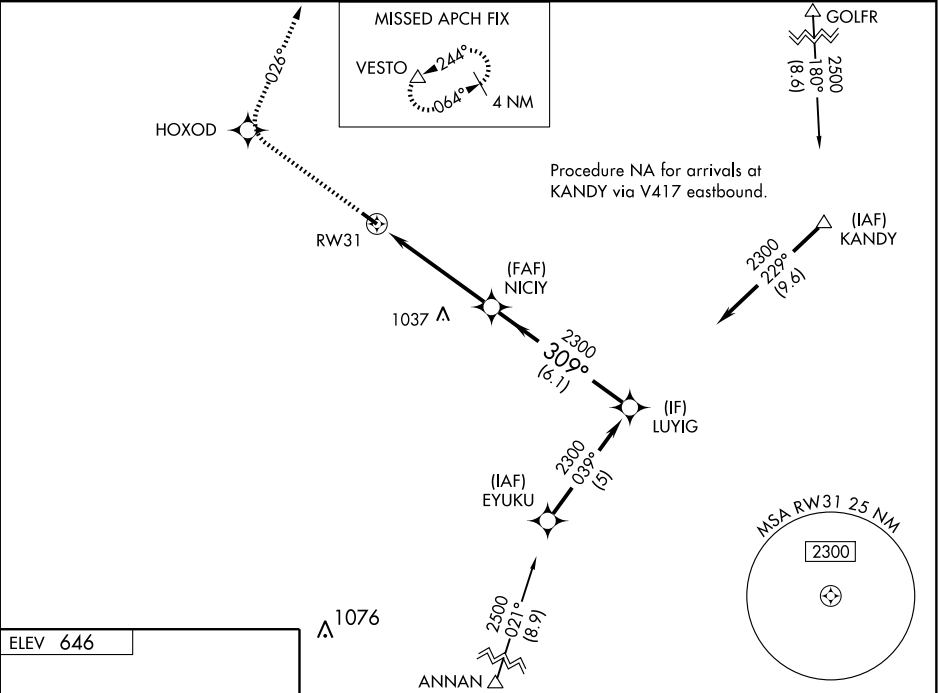 MISSED APCH FIX
VESTO
244°
064°
4 NM
GOLFR
2500
180°
(8.6)
026°
HOXOD
Procedure NA for arrivals at
KANDY via V417 eastbound.
RW31
(IAF)
KANDY
2300
229°
(9.6)
(FAF)
NICIY
1037
2300
309°
(6.1)
(IF)
LUYIG
2300
039°
(5)
(IAF)
EYUKU
MSA RW31 25 NM
2300
2500
021°
(8.9)
1076
ELEV 646
ANNAN